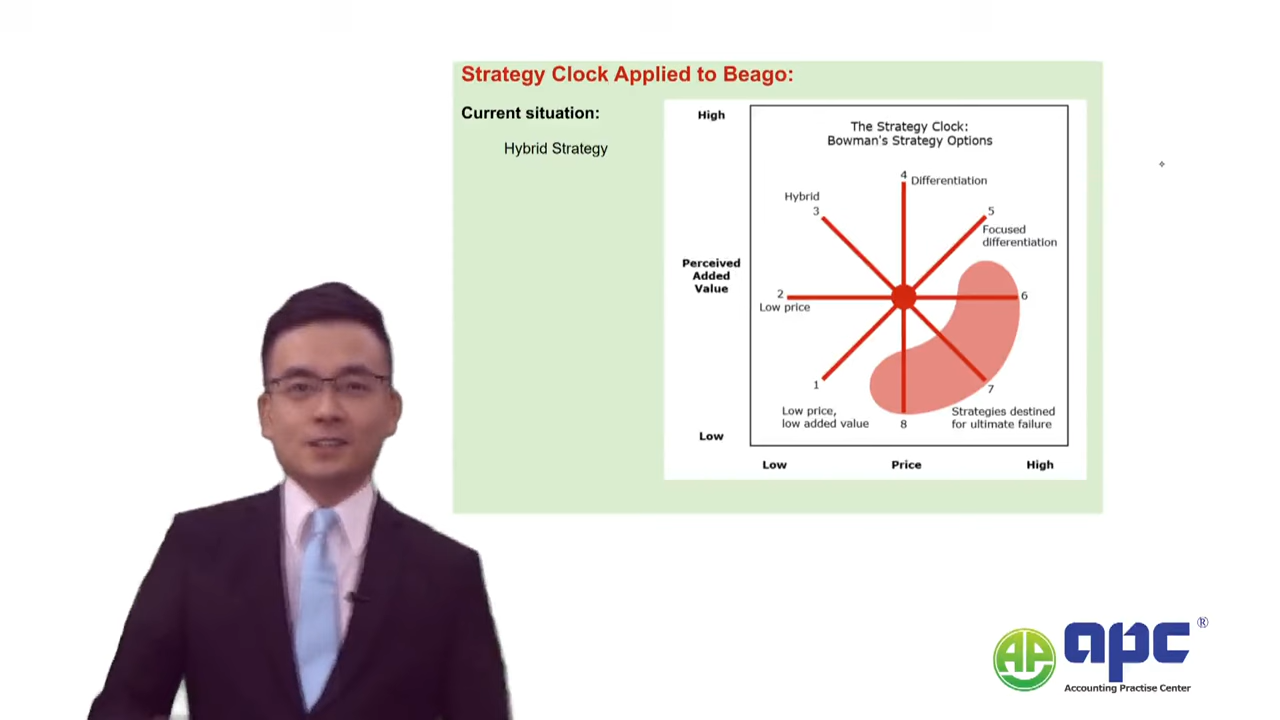 Strategy Clock Applied to Beago:
Current situation:
Hybrid Strategy
High
The Strategy Clock:
Bowman's Strategy Options
4
Differentiation
Hybrid
3
5
Focused
differentiation
Perceived
Added
Value
2
Low price
6
1
7
Low price,
low added value
8
Strategies destined
for ultimate failure
Low
Low
Price
High
AP
apc ®
Accounting Practise Center